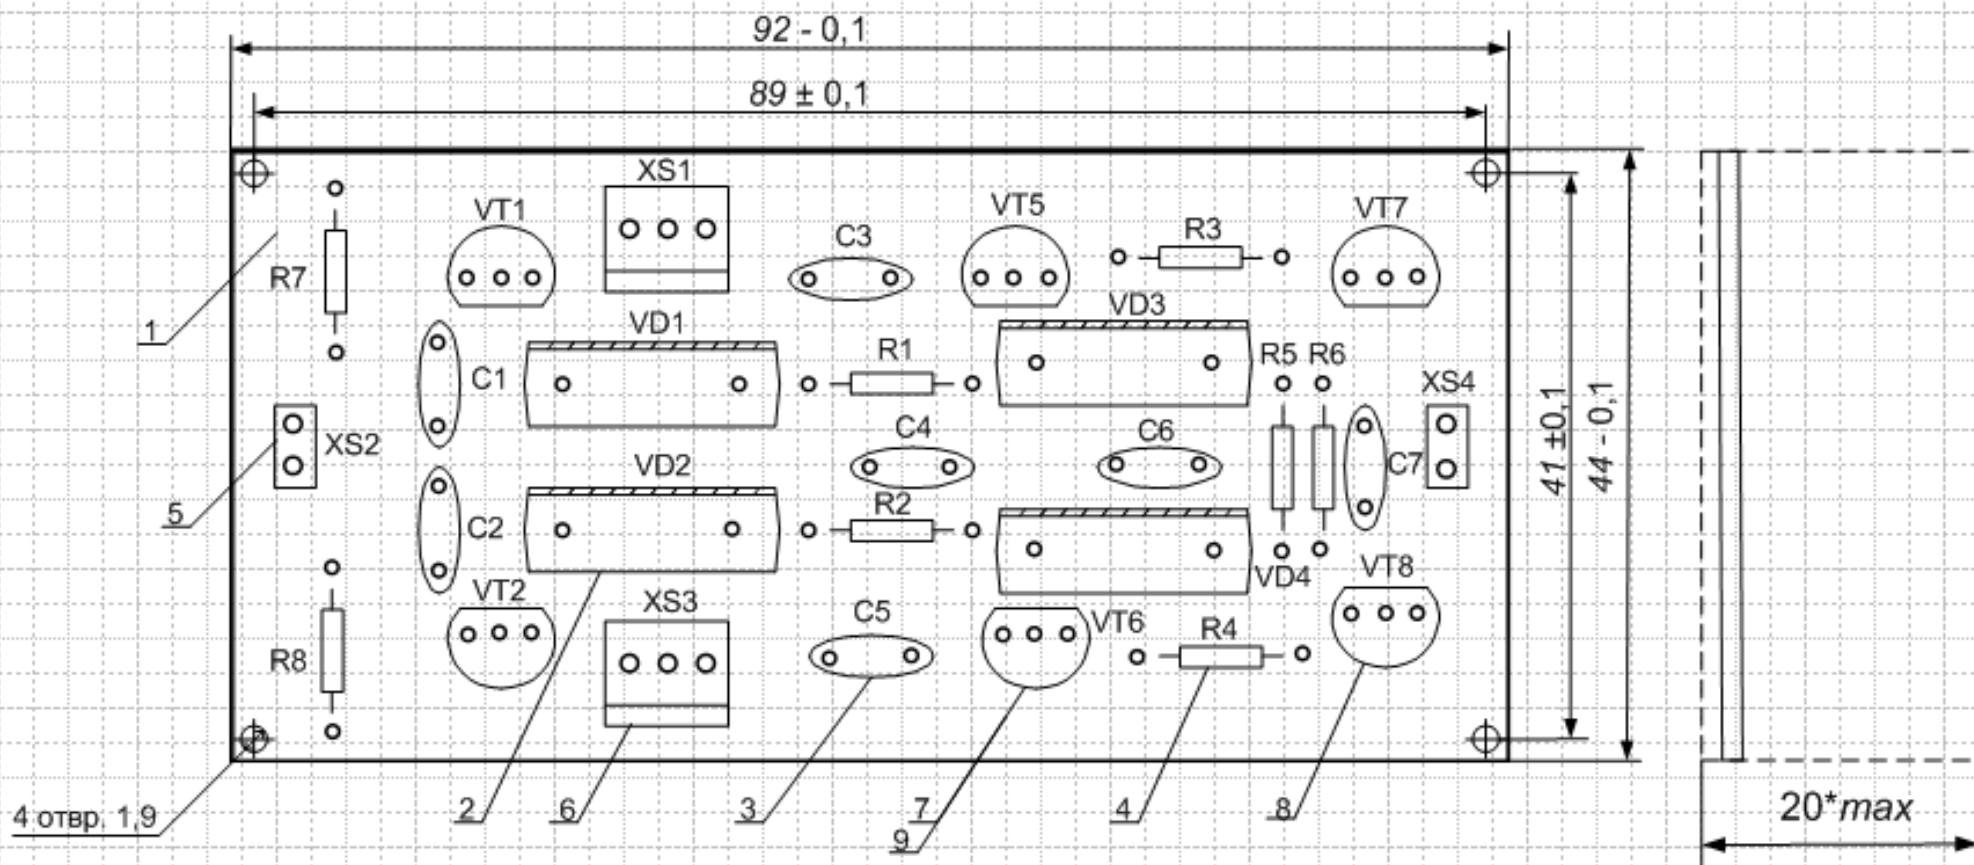 92 - 0,1
89 ± 0,1
XS1
VT1
VT5
VT7
C3
R3
R7
VD1
VD3
1
R1
R5 R6
C1
XS4
41 ±0,1
44 - 0,1
XS2
C4
C6
C7
VD2
5
C2
R2
VD4
VT8
VT2
XS3
C5
VT6
R4
R8
2
6
3
7
4
8
9
4 отвр. 1,9
20*max